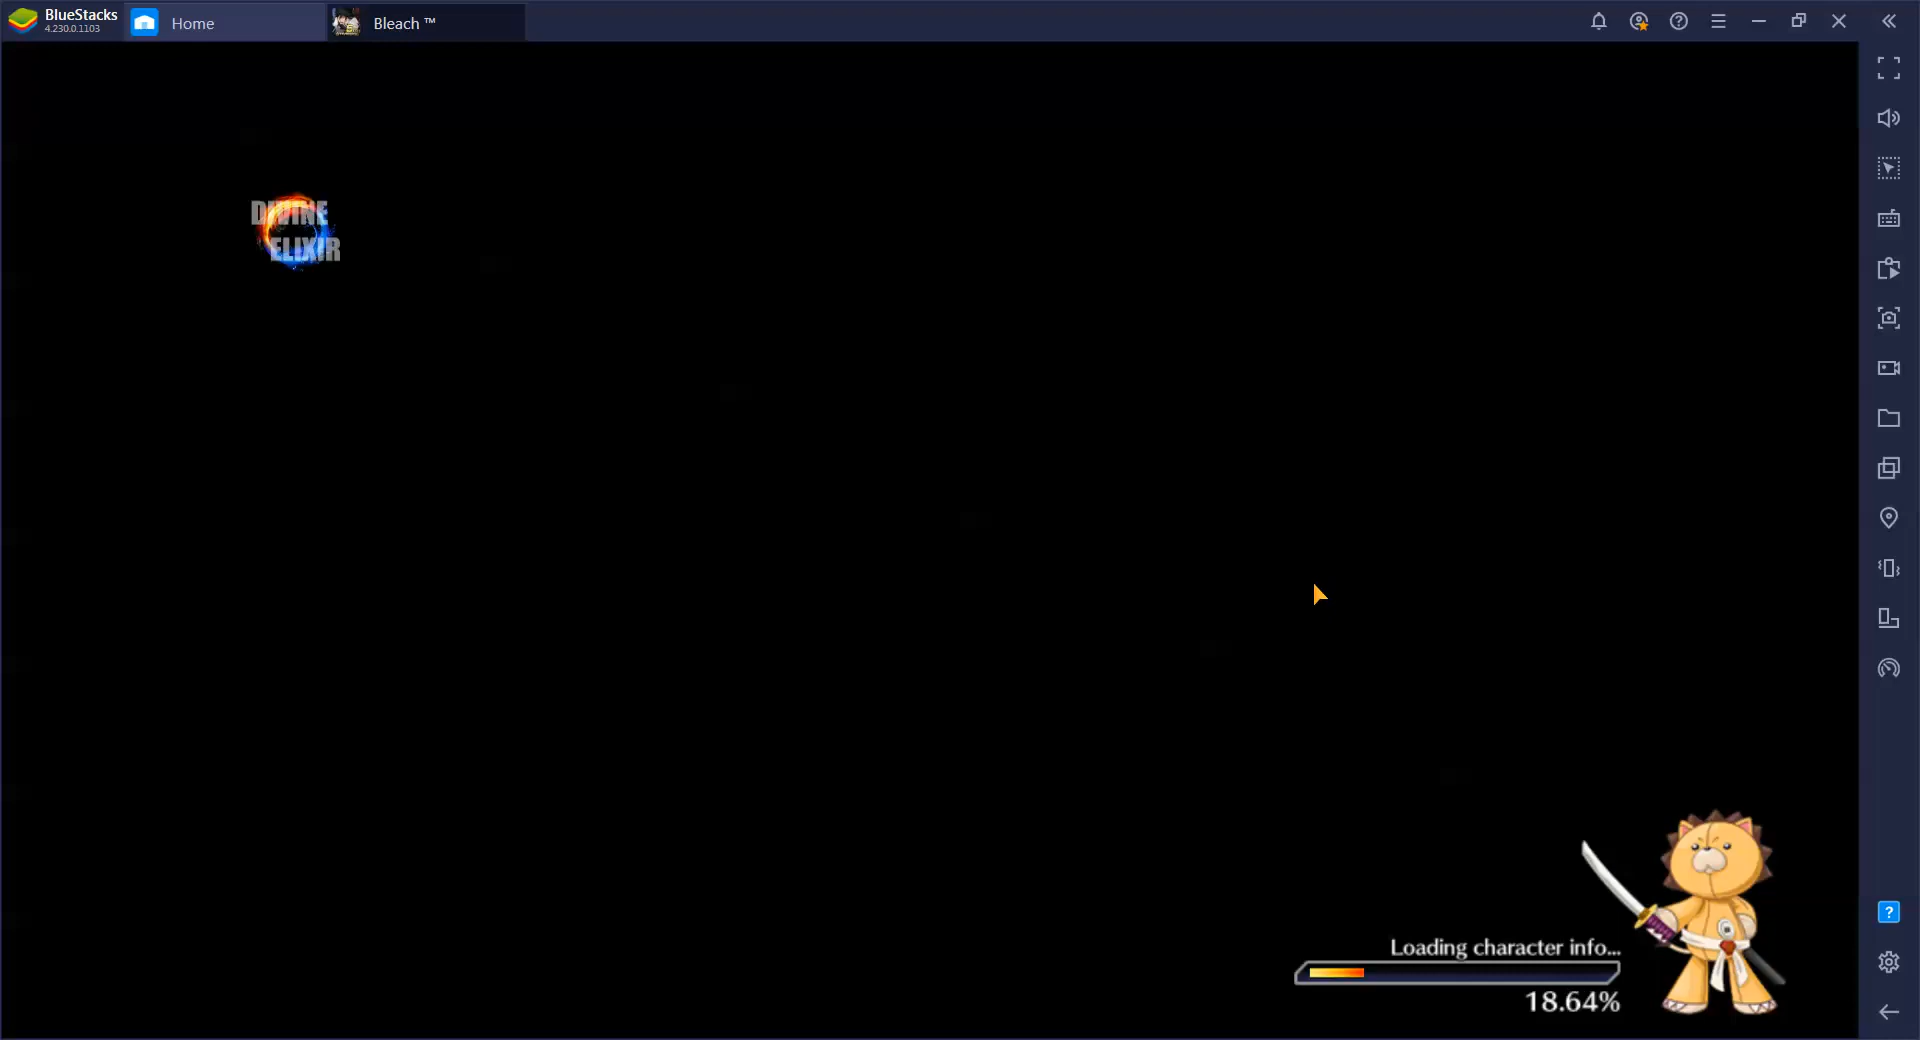 BlueStacks
4.230.0.1103
Home
Bleach ™
DIVINE
ELIXIR
?
Loading character info...
18.64%